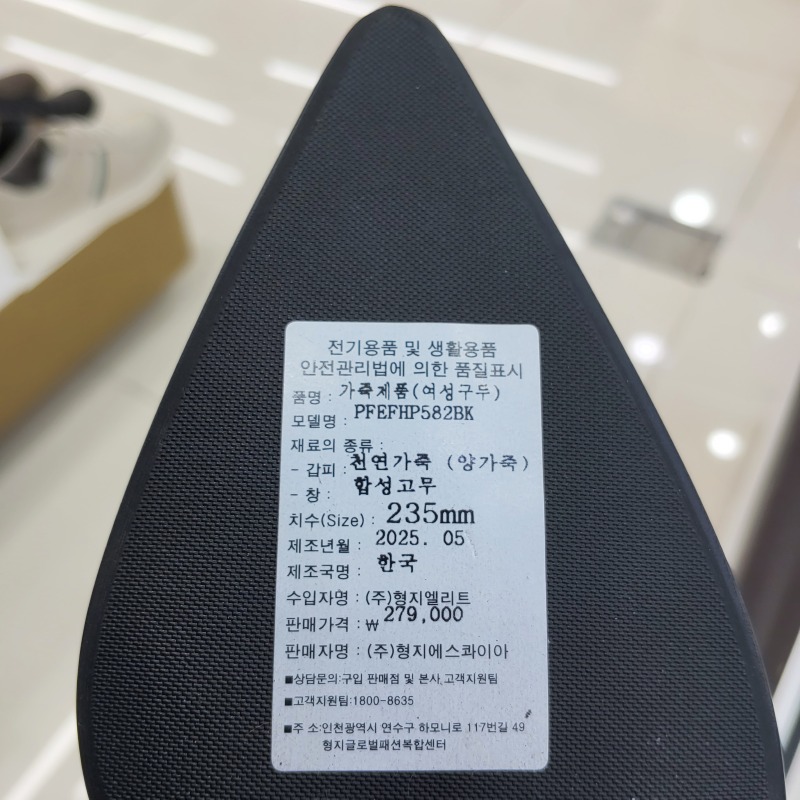 전기용품 및 생활용품
안전관리법에 의한 품질표시
품명 : 가죽제품(여성구두)
모델명 : PFEFHP582BK
재료의 종류 :
- 갑피 : 천연가죽 (양가죽)
- 창 : 합성고무
치수(Size) : 235mm
제조년월 : 2025. 05
제조국명 : 한국
수입자명 : (주)형지엘리트
판매가격 : ₩ 279,000
판매자명 : (주)형지에스콰이아
■상담문의:구입 판매점 및 본사 고객지원팀
■고객지원팀:1800-8635
■주 소:인천광역시 연수구 하모니로 117번길 49
형지글로벌패션복합센터